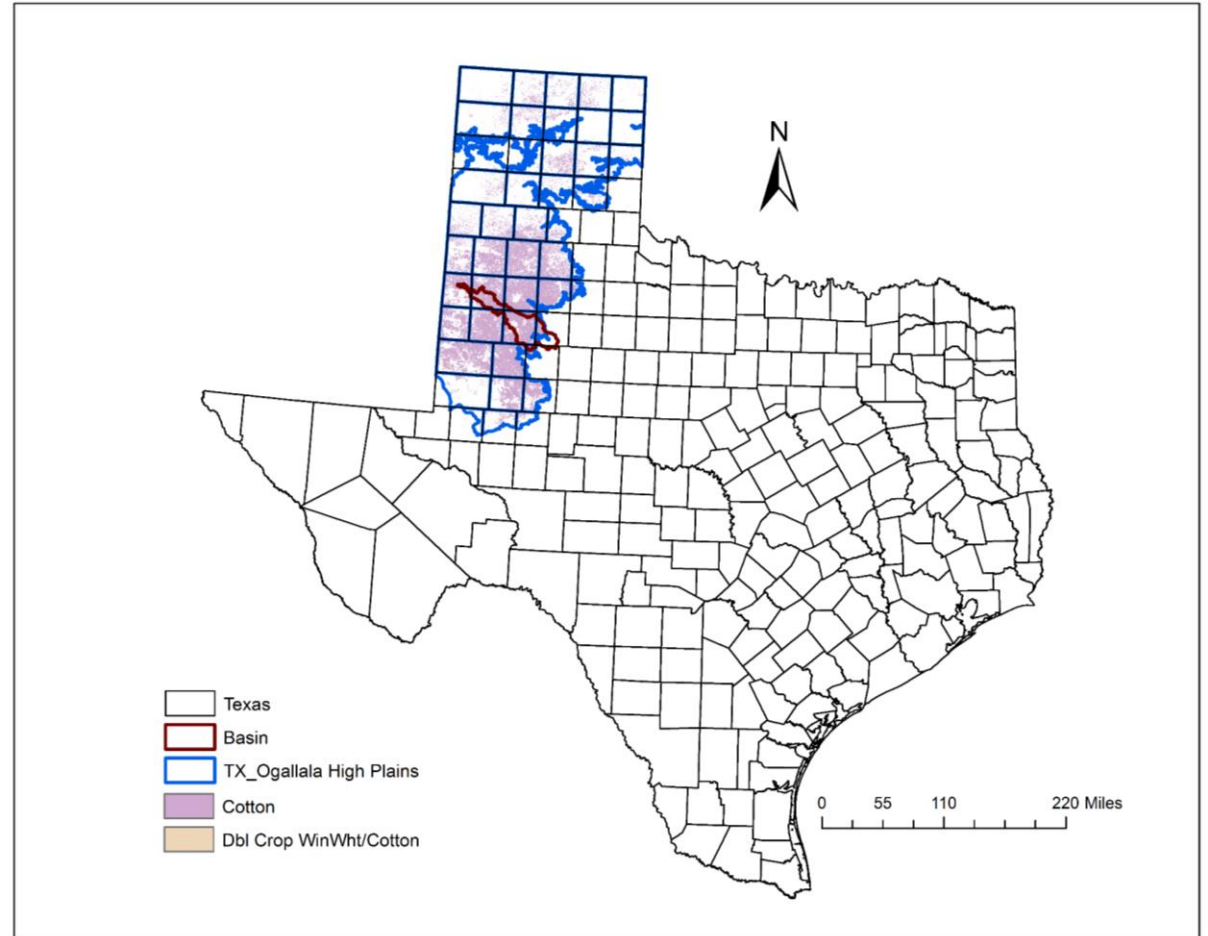 N
Texas
Basin
TX_Ogallala High Plains
Cotton
Dbl Crop WinWht/Cotton
0 55 110 220 Miles